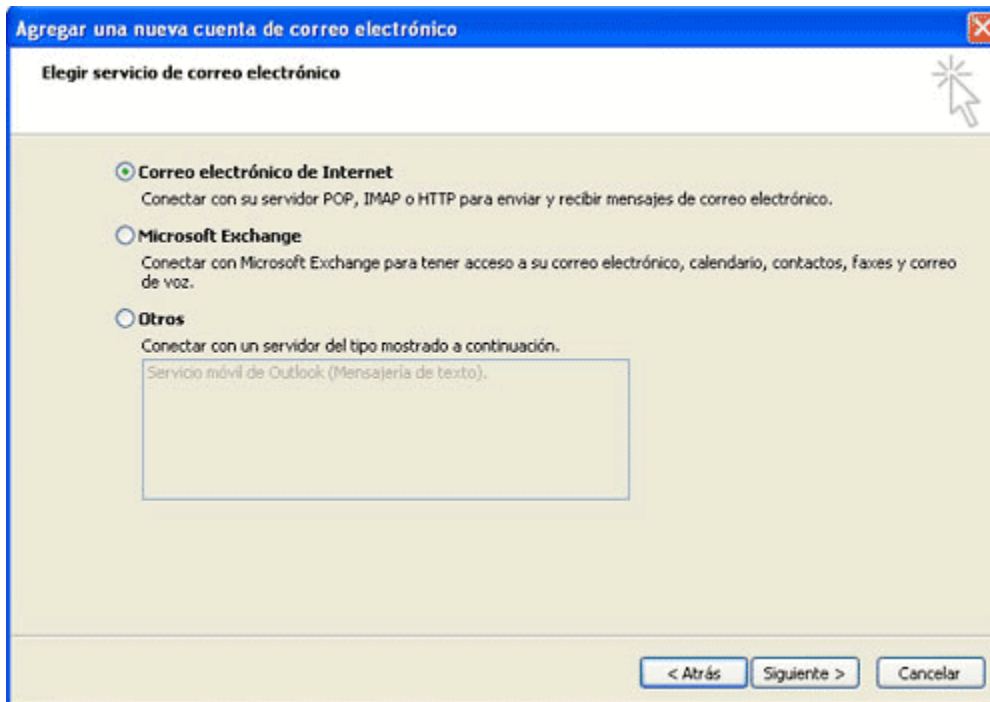 Agregar una nueva cuenta de correo electrónico
Elegir servicio de correo electrónico
Correo electrónico de Internet
Conectar con su servidor POP, IMAP o HTTP para enviar y recibir mensajes de correo electrónico.
Microsoft Exchange
Conectar con Microsoft Exchange para tener acceso a su correo electrónico, calendario, contactos, faxes y correo
de voz.
Otros
Conectar con un servidor del tipo mostrado a continuación.
Servicio móvil de Outlook (Mensajería de texto).
< Atrás
Siguiente >
Cancelar